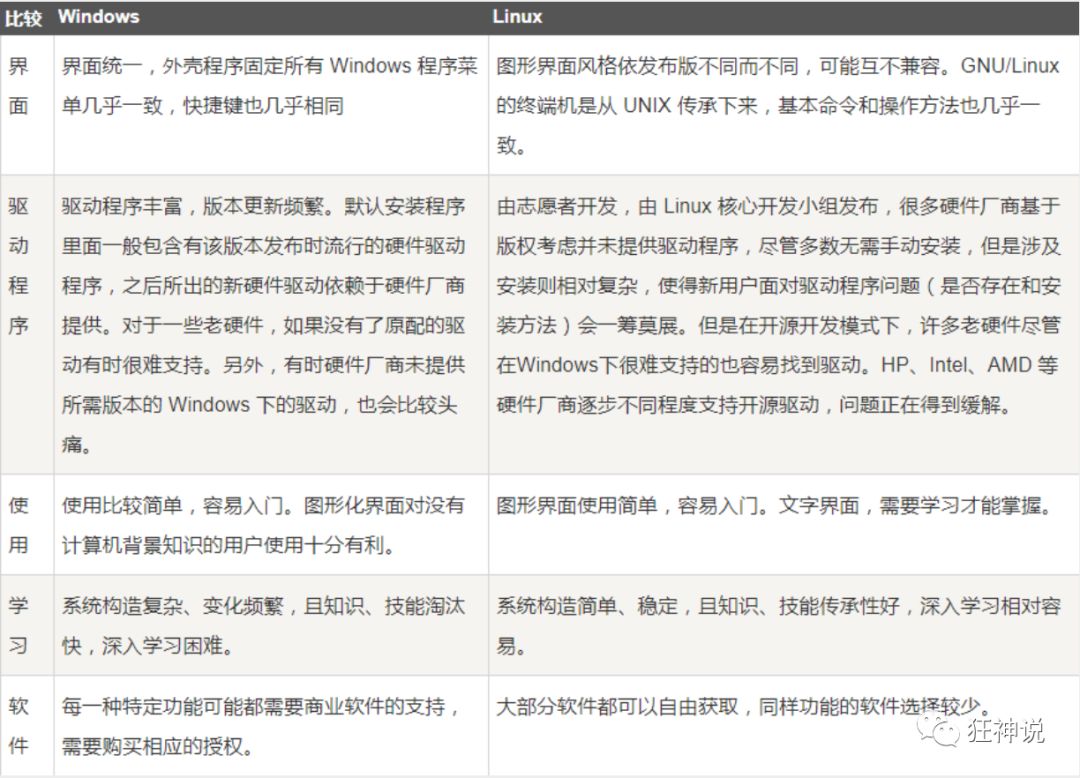 比较 Windows Linux
界面
界面统一，外壳程序固定所有 Windows 程序菜
单几乎一致，快捷键也几乎相同
图形界面风格依发布版不同而不同，可能互不兼容。GNU/Linux
的终端机是从 UNIX 传承下来，基本命令和操作方法也几乎一
致。
驱动程序
驱动程序丰富，版本更新频繁。默认安装程序
里面一般包含有该版本发布时流行的硬件驱动
程序，之后所出的新硬件驱动依赖于硬件厂商
提供。对于一些老硬件，如果没有了原配的驱
动有时很难支持。另外，有时硬件厂商未提供
所需版本的 Windows 下的驱动，也会比较头
痛。
由志愿者开发，由 Linux 核心开发小组发布，很多硬件厂商基于
版权考虑并未提供驱动程序，尽管多数无需手动安装，但是涉及
安装则相对复杂，使得新用户面对驱动程序问题（是否存在和安
装方法）会一筹莫展。但是在开源开发模式下，许多老硬件尽管
在Windows下很难支持的也容易找到驱动。HP、Intel、AMD 等
硬件厂商逐步不同程度支持开源驱动，问题正在得到缓解。
使用
使用比较简单，容易入门。图形化界面对没有
计算机背景知识的用户使用十分有利。
图形界面使用简单，容易入门。文字界面，需要学习才能掌握。
学习
系统构造复杂、变化频繁，且知识、技能淘汰
快，深入学习困难。
系统构造简单、稳定，且知识、技能传承性好，深入学习相对容
易。
软件
每一种特定功能可能都需要商业软件的支持，
需要购买相应的授权。
大部分软件都可以自由获取，同样功能的软件选择较少。
狂神说